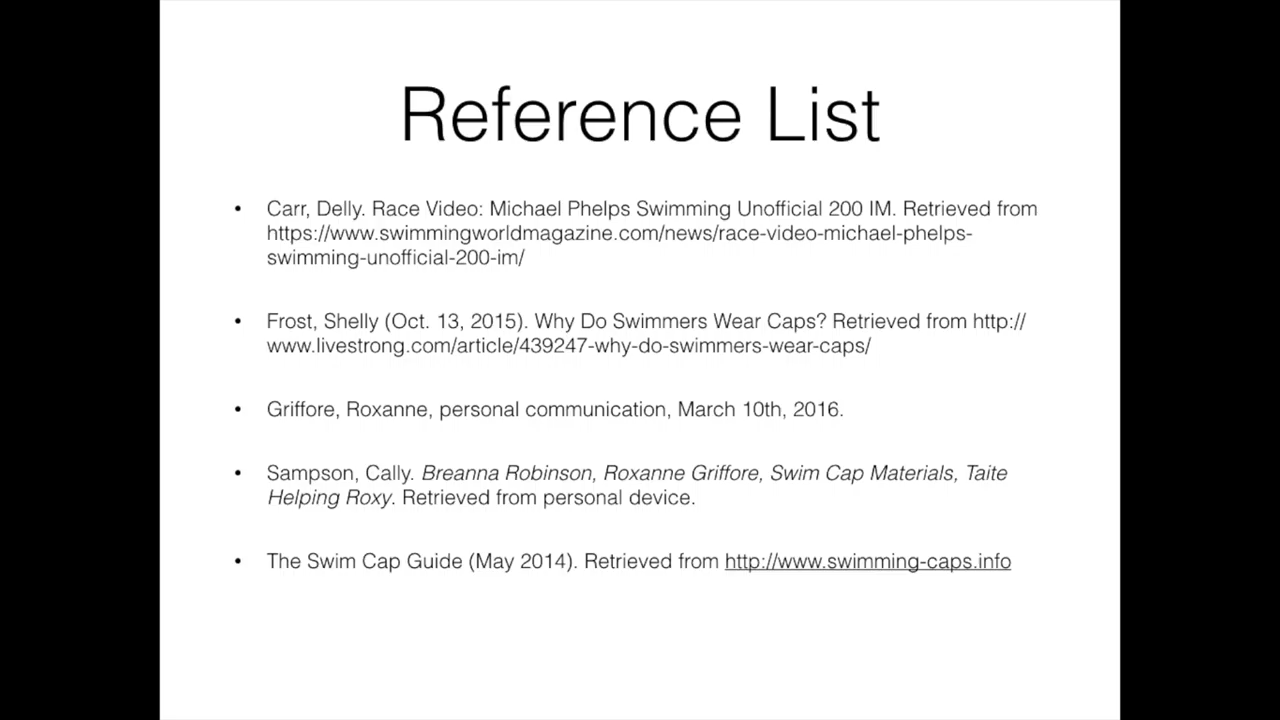 Reference List
• Carr, Delly. Race Video: Michael Phelps Swimming Unofficial 200 IM. Retrieved from
https://www.swimmingworldmagazine.com/news/race-video-michael-phelps-
swimming-unofficial-200-im/
• Frost, Shelly (Oct. 13, 2015). Why Do Swimmers Wear Caps? Retrieved from http://
www.livestrong.com/article/439247-why-do-swimmers-wear-caps/
• Griffore, Roxanne, personal communication, March 10th, 2016.
• Sampson, Cally. Breanna Robinson, Roxanne Griffore, Swim Cap Materials, Taite
Helping Roxy. Retrieved from personal device.
• The Swim Cap Guide (May 2014). Retrieved from http://www.swimming-caps.info